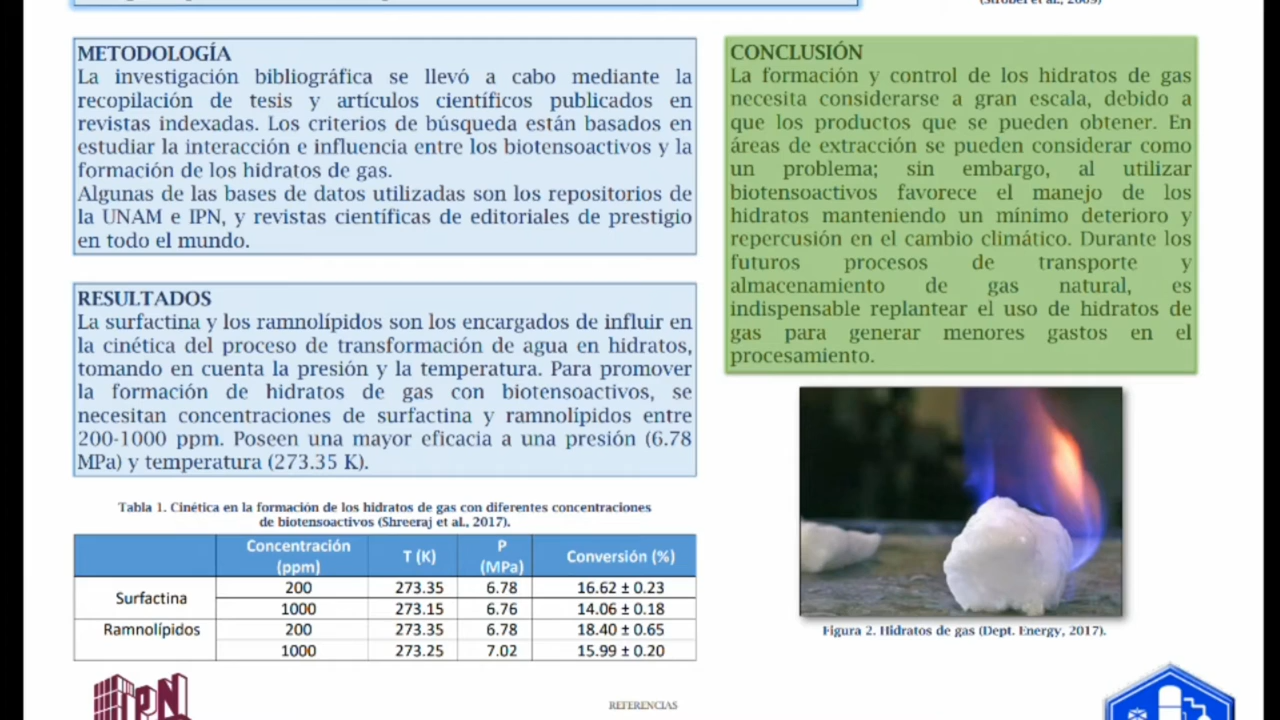 (Strobel et al., 2009)
METODOLOGÍA
La investigación bibliográfica se llevó a cabo mediante la
recopilación de tesis y artículos científicos publicados en
revistas indexadas. Los criterios de búsqueda están basados en
estudiar la interacción e influencia entre los biotensoactivos y la
formación de los hidratos de gas.
Algunas de las bases de datos utilizadas son los repositorios de
la UNAM e IPN, y revistas científicas de editoriales de prestigio
en todo el mundo.
RESULTADOS
La surfactina y los ramnolípidos son los encargados de influir en
la cinética del proceso de transformación de agua en hidratos,
tomando en cuenta la presión y la temperatura. Para promover
la formación de hidratos de gas con biotensoactivos, se
necesitan concentraciones de surfactina y ramnolípidos entre
200-1000 ppm. Poseen una mayor eficacia a una presión (6.78
MPa) y temperatura (273.35 K).
Tabla 1. Cinética en la formación de los hidratos de gas con diferentes concentraciones
de biotensoactivos (Shreeraj et al., 2017).
Concentración (ppm) T (K) P (MPa) Conversión (%)
Surfactina 200 273.35 6.78 16.62 ± 0.23
1000 273.15 6.76 14.06 ± 0.18
Ramnolípidos 200 273.35 6.78 18.40 ± 0.65
1000 273.25 7.02 15.99 ± 0.20
CONCLUSIÓN
La formación y control de los hidratos de gas
necesita considerarse a gran escala, debido a
que los productos que se pueden obtener. En
áreas de extracción se pueden considerar como
un problema; sin embargo, al utilizar
biotensoactivos favorece el manejo de los
hidratos manteniendo un mínimo deterioro y
repercusión en el cambio climático. Durante los
futuros procesos de transporte y
almacenamiento de gas natural, es
indispensable replantear el uso de hidratos de
gas para generar menores gastos en el
procesamiento.
Figura 2. Hidratos de gas (Dept. Energy, 2017).
IPN
REFERENCIAS